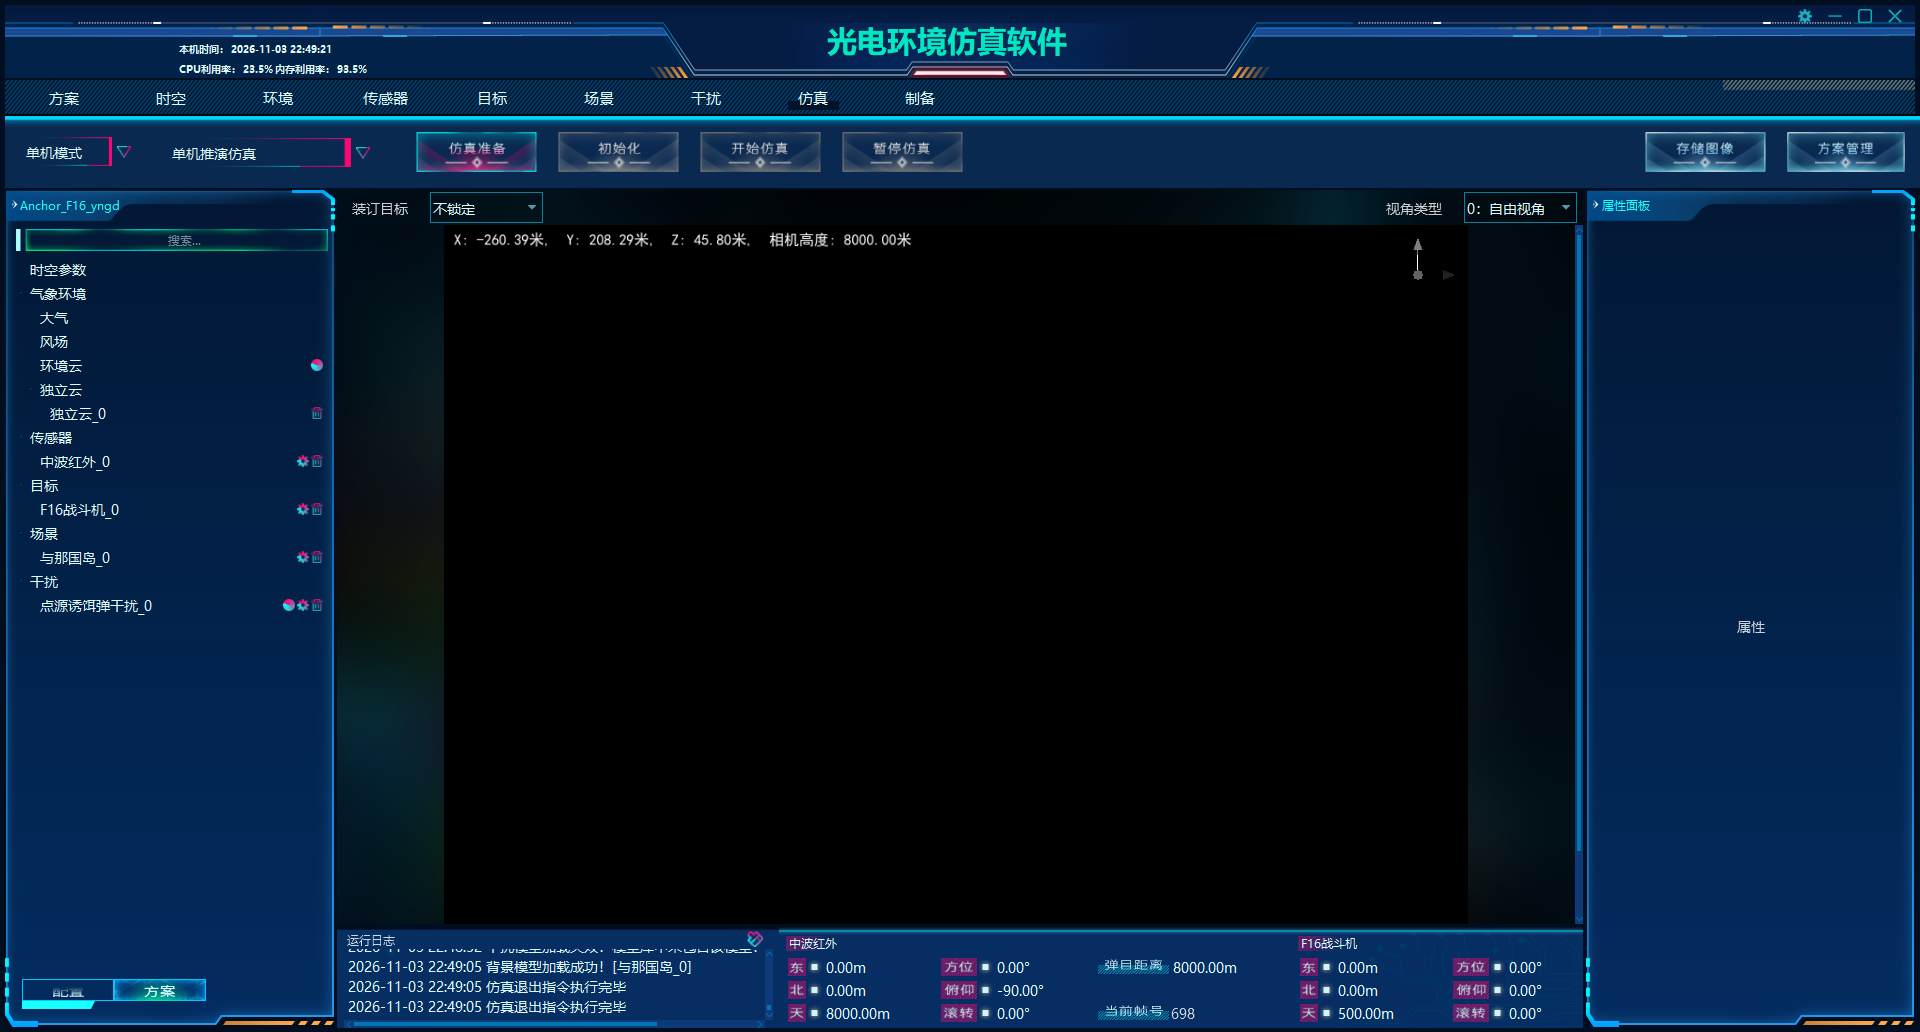 光电环境仿真软件
本机时间： 2026-11-03 22:49:21
CPU利用率： 23.5% 内存利用率： 93.5%
方案 时空 环境 传感器 目标 场景 干扰 仿真 制备
单机模式 单机推演仿真 仿真准备 初始化 开始仿真 暂停仿真 存储图像 方案管理
Anchor_F16_yngd
搜索...
时空参数
气象环境
大气
风场
环境云
独立云
独立云_0
传感器
中波红外_0
目标
F16战斗机_0
场景
与那国岛_0
干扰
点源诱饵弹干扰_0
配置 方案
装订目标 不锁定 视角类型 0：自由视角
X: -260.39米, Y: 208.29米, Z: 45.80米, 相机高度: 8000.00米
属性面板
属性
运行日志
2026-11-03 22:49:05 背景模型加载成功！[与那国岛_0]
2026-11-03 22:49:05 仿真退出指令执行完毕
2026-11-03 22:49:05 仿真退出指令执行完毕
中波红外
东 0.00m 方位 0.00° 弹目距离 8000.00m
北 0.00m 俯仰 -90.00°
天 8000.00m 滚转 0.00° 当前帧号 698
F16战斗机
东 0.00m 方位 0.00°
北 0.00m 俯仰 0.00°
天 500.00m 滚转 0.00°